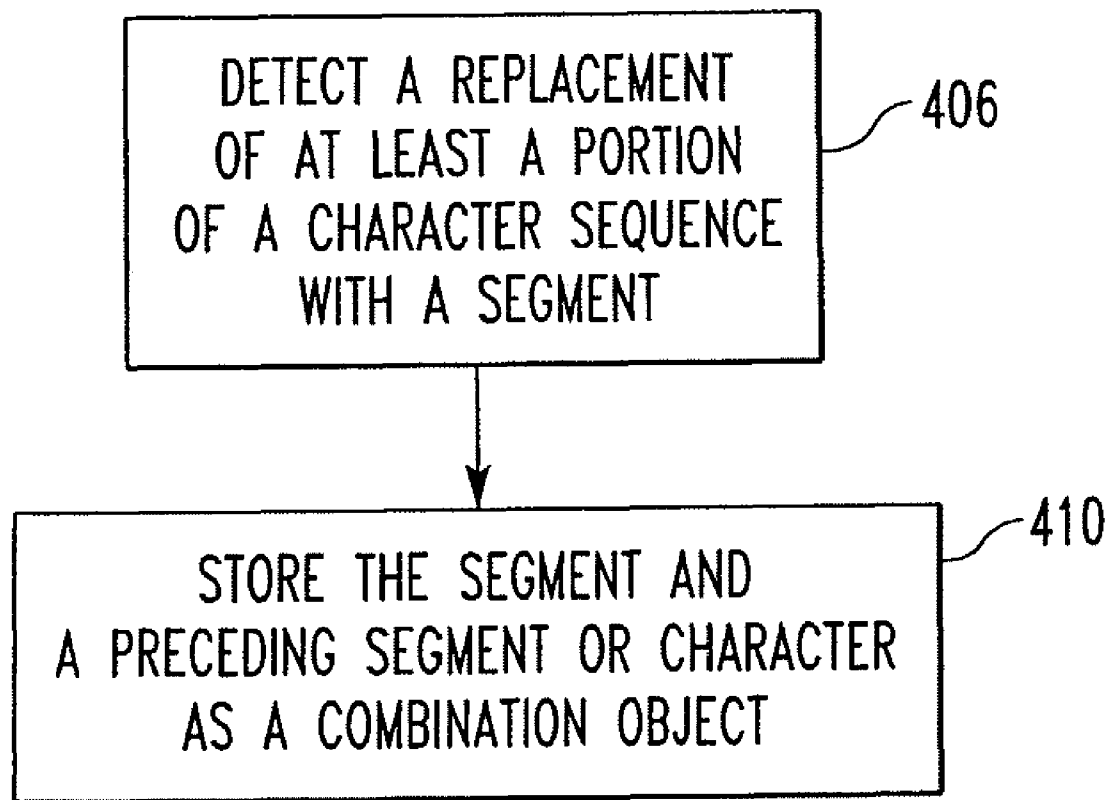 DETECT A REPLACEMENT
OF AT LEAST A PORTION
OF A CHARACTER SEQUENCE
WITH A SEGMENT
406
STORE THE SEGMENT AND
A PRECEDING SEGMENT OR CHARACTER
AS A COMBINATION OBJECT
410